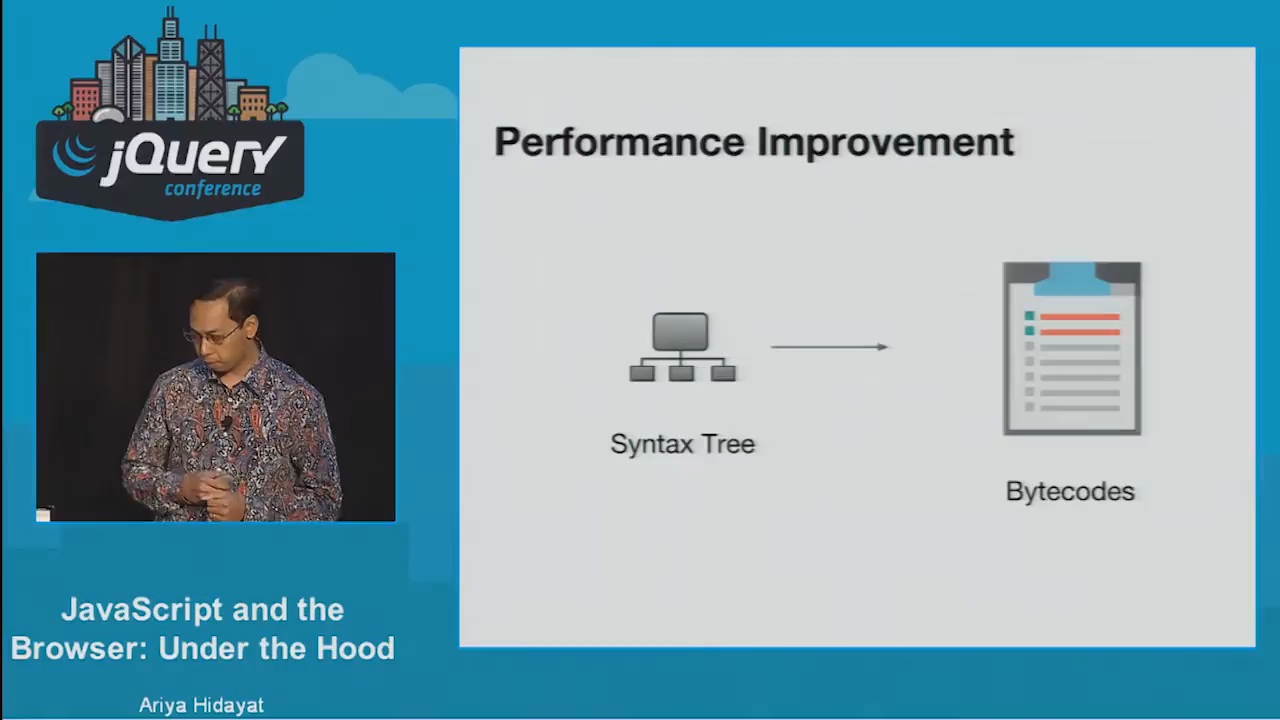 jQuery
conference
Performance Improvement
Syntax Tree
Bytecodes
JavaScript and the
Browser: Under the Hood
Ariya Hidayat